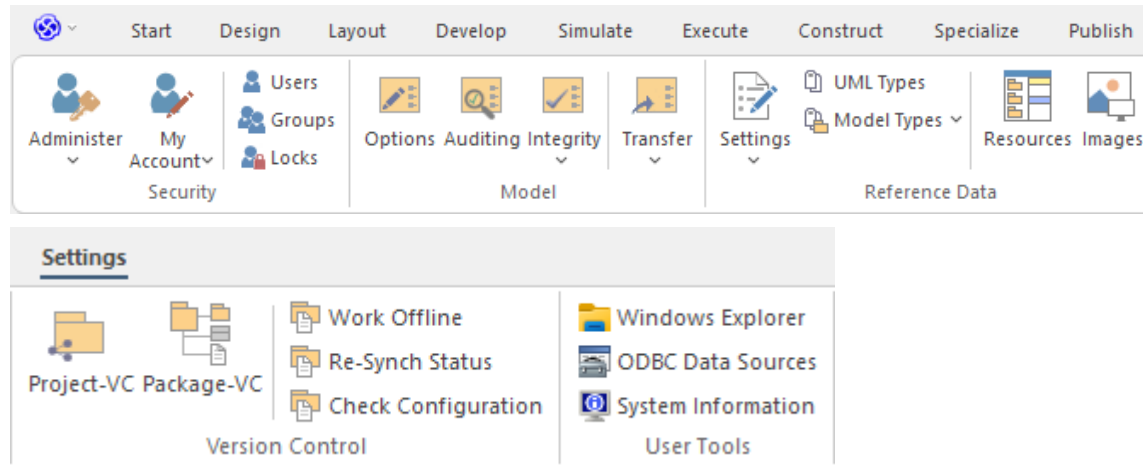 Start Design Layout Develop Simulate Execute Construct Specialize Publish
Administer
My Account
Users
Groups
Locks
Security
Options
Auditing
Integrity
Transfer
Model
Settings
UML Types
Model Types
Resources
Images
Reference Data
Settings
Project-VC
Package-VC
Work Offline
Re-Synch Status
Check Configuration
Version Control
Windows Explorer
ODBC Data Sources
System Information
User Tools